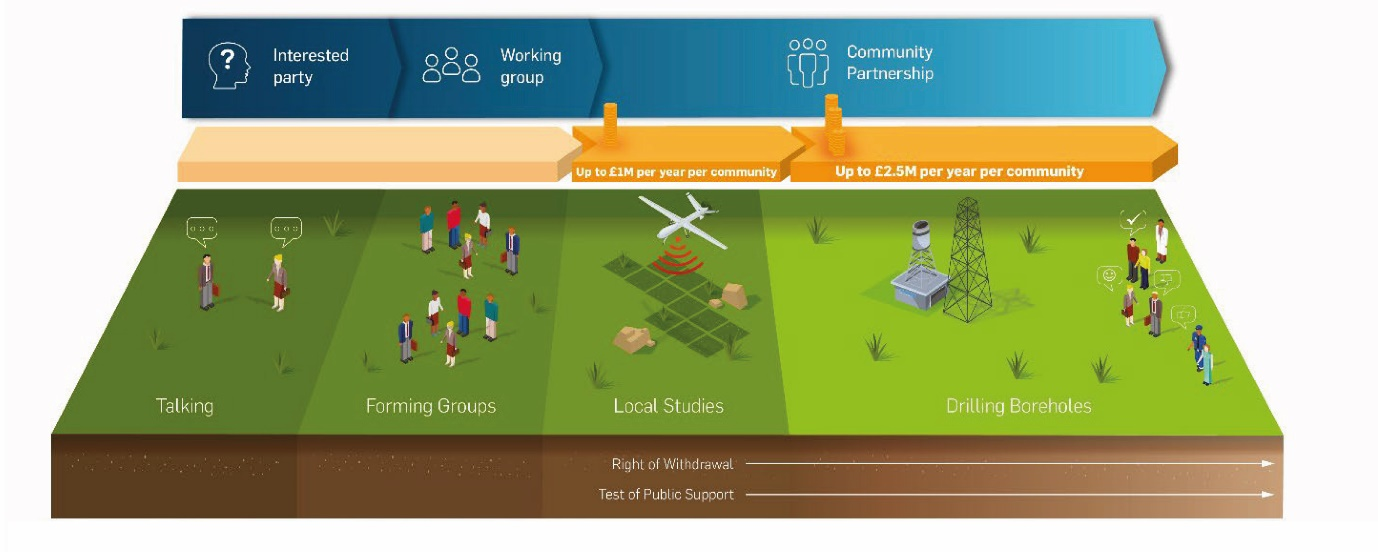 ?
Interested
party
Working
group
Community
Partnership
Up to £1M per year per community
Up to £2.5M per year per community
Talking
Forming Groups
Local Studies
Drilling Boreholes
Right of Withdrawal
Test of Public Support